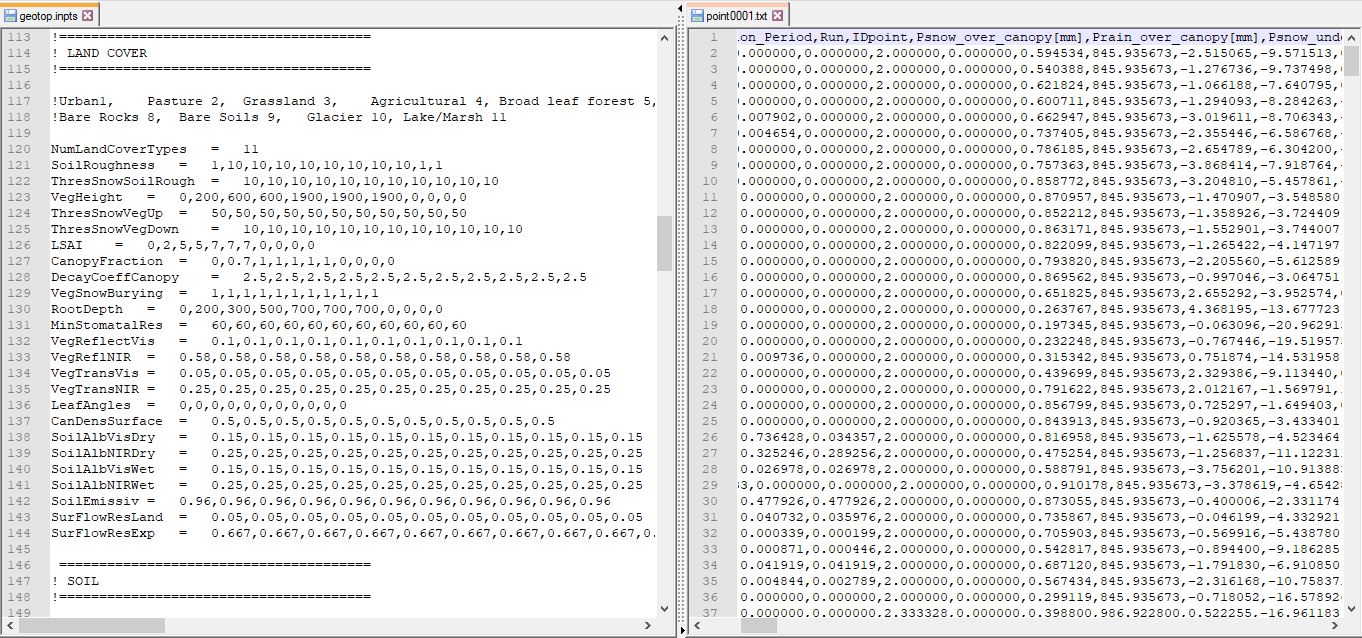 geotop.inpts
113 !=======================================
114 ! LAND COVER
115 !=======================================
116
117 !Urban1, Pasture 2, Grassland 3, Agricultural 4, Broad leaf forest 5,
118 !Bare Rocks 8, Bare Soils 9, Glacier 10, Lake/Marsh 11
119
120 NumLandCoverTypes = 11
121 SoilRoughness = 1,10,10,10,10,10,10,10,10,1,1
122 ThresSnowSoilRough = 10,10,10,10,10,10,10,10,10,10,10
123 VegHeight = 0,200,600,600,1900,1900,1900,0,0,0,0
124 ThresSnowVegUp = 50,50,50,50,50,50,50,50,50,50,50
125 ThresSnowVegDown = 10,10,10,10,10,10,10,10,10,10,10,10
126 LSAI = 0,2,5,5,7,7,7,0,0,0,0
127 CanopyFraction = 0,0.7,1,1,1,1,1,0,0,0,0
128 DecayCoeffCanopy = 2.5,2.5,2.5,2.5,2.5,2.5,2.5,2.5,2.5,2.5,2.5
129 VegSnowBurying = 1,1,1,1,1,1,1,1,1,1,1
130 RootDepth = 0,200,300,500,700,700,700,0,0,0,0
131 MinStomatalRes = 60,60,60,60,60,60,60,60,60,60,60
132 VegReflectVis = 0.1,0.1,0.1,0.1,0.1,0.1,0.1,0.1,0.1,0.1
133 VegReflNIR = 0.58,0.58,0.58,0.58,0.58,0.58,0.58,0.58,0.58,0.58
134 VegTransVis = 0.05,0.05,0.05,0.05,0.05,0.05,0.05,0.05,0.05,0.05,0.05
135 VegTransNIR = 0.25,0.25,0.25,0.25,0.25,0.25,0.25,0.25,0.25,0.25,0.25
136 LeafAngles = 0,0,0,0,0,0,0,0,0,0,0
137 CanDensSurface = 0.5,0.5,0.5,0.5,0.5,0.5,0.5,0.5,0.5,0.5,0.5
138 SoilAlbVisDry = 0.15,0.15,0.15,0.15,0.15,0.15,0.15,0.15,0.15,0.15,0.15
139 SoilAlbNIRDry = 0.25,0.25,0.25,0.25,0.25,0.25,0.25,0.25,0.25,0.25,0.25
140 SoilAlbVisWet = 0.15,0.15,0.15,0.15,0.15,0.15,0.15,0.15,0.15,0.15,0.15
141 SoilAlbNIRWet = 0.25,0.25,0.25,0.25,0.25,0.25,0.25,0.25,0.25,0.25,0.25
142 SoilEmissiv = 0.96,0.96,0.96,0.96,0.96,0.96,0.96,0.96,0.96,0.96,0.96
143 SurFlowResLand = 0.05,0.05,0.05,0.05,0.05,0.05,0.05,0.05,0.05,0.05,0.05
144 SurFlowResExp = 0.667,0.667,0.667,0.667,0.667,0.667,0.667,0.667,0.667,0.
145
146 =======================================
147 ! SOIL
148 !=======================================
149
point0001.txt
1 ion_Period,Run,IDpoint,Psnow_over_canopy[mm],Prain_over_canopy[mm],Psnow_und
2 0.000000,0.000000,2.000000,0.000000,0.594534,845.935673,-2.515065,-9.571513,
3 0.000000,0.000000,2.000000,0.000000,0.540388,845.935673,-1.276736,-9.737498,
4 0.000000,0.000000,2.000000,0.000000,0.621824,845.935673,-1.066188,-7.640795,
5 0.000000,0.000000,2.000000,0.000000,0.600711,845.935673,-1.294093,-8.284263,
6 0.007902,0.000000,2.000000,0.000000,0.662947,845.935673,-3.019611,-8.706343,
7 0.004654,0.000000,2.000000,0.000000,0.737405,845.935673,-2.355446,-6.586768,
8 0.000000,0.000000,2.000000,0.000000,0.786185,845.935673,-2.654789,-6.304200,
9 0.000000,0.000000,2.000000,0.000000,0.757363,845.935673,-3.868414,-7.918764,
10 0.000000,0.000000,2.000000,0.000000,0.858772,845.935673,-3.204810,-5.457861,
11 0.000000,0.000000,2.000000,0.000000,0.870957,845.935673,-1.470907,-3.548580
12 0.000000,0.000000,2.000000,0.000000,0.852212,845.935673,-1.358926,-3.724409
13 0.000000,0.000000,2.000000,0.000000,0.863171,845.935673,-1.552901,-3.744007
14 0.000000,0.000000,2.000000,0.000000,0.822099,845.935673,-1.265422,-4.147197
15 0.000000,0.000000,2.000000,0.000000,0.793820,845.935673,-2.205560,-5.612589
16 0.000000,0.000000,2.000000,0.000000,0.869562,845.935673,-0.997046,-3.064751
17 0.000000,0.000000,2.000000,0.000000,0.651825,845.935673,2.655292,-3.952574,
18 0.000000,0.000000,2.000000,0.000000,0.263767,845.935673,4.368195,-13.677723
19 0.000000,0.000000,2.000000,0.000000,0.197345,845.935673,-0.063096,-20.96291
20 0.000000,0.000000,2.000000,0.000000,0.232248,845.935673,-0.767446,-19.51957
21 0.009736,0.000000,2.000000,0.000000,0.315342,845.935673,0.751874,-14.531958
22 0.000000,0.000000,2.000000,0.000000,0.439699,845.935673,2.329386,-9.113440,
23 0.000000,0.000000,2.000000,0.000000,0.791622,845.935673,2.012167,-1.569791,
24 0.000000,0.000000,2.000000,0.000000,0.856799,845.935673,0.725297,-1.649403,
25 0.000000,0.000000,2.000000,0.000000,0.843913,845.935673,-0.920365,-3.433401
26 0.736428,0.034357,2.000000,0.000000,0.816958,845.935673,-1.625578,-4.523464
27 0.325246,0.289256,2.000000,0.000000,0.475254,845.935673,-1.256837,-11.12231
28 0.026978,0.026978,2.000000,0.000000,0.588791,845.935673,-3.756201,-10.91388
29 3,0.000000,0.000000,2.000000,0.000000,0.910178,845.935673,-3.378619,-4.65428
30 0.477926,0.477926,2.000000,0.000000,0.873055,845.935673,-0.400006,-2.331174
31 0.040732,0.035976,2.000000,0.000000,0.735867,845.935673,-0.046199,-4.332921
32 0.000339,0.000199,2.000000,0.000000,0.705903,845.935673,-0.569916,-5.438780
33 0.000871,0.000446,2.000000,0.000000,0.542817,845.935673,-0.894400,-9.186285
34 0.041919,0.041919,2.000000,0.000000,0.687120,845.935673,-1.791830,-6.910850
35 0.004844,0.002789,2.000000,0.000000,0.567434,845.935673,-2.316168,-10.75837
36 0.000000,0.000000,2.000000,0.000000,0.299119,845.935673,-0.718052,-16.57892
37 0.000000,0.000000,2.333328,0.000000,0.398800,986.922800,0.522255,-16.961183